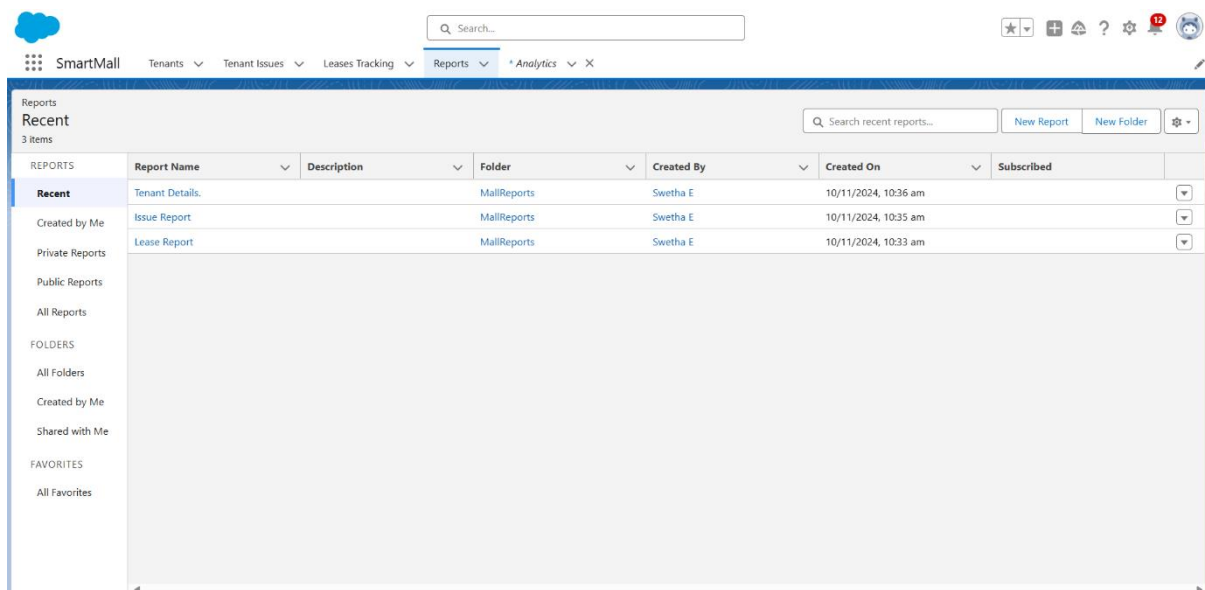 Search...
12
SmartMall Tenants Tenant Issues Leases Tracking Reports * Analytics
Reports
Recent
3 items
Search recent reports...
New Report New Folder
REPORTS
Recent
Created by Me
Private Reports
Public Reports
All Reports
FOLDERS
All Folders
Created by Me
Shared with Me
FAVORITES
All Favorites
Report Name Description Folder Created By Created On Subscribed
Tenant Details. MallReports Swetha E 10/11/2024, 10:36 am
Issue Report MallReports Swetha E 10/11/2024, 10:35 am
Lease Report MallReports Swetha E 10/11/2024, 10:33 am